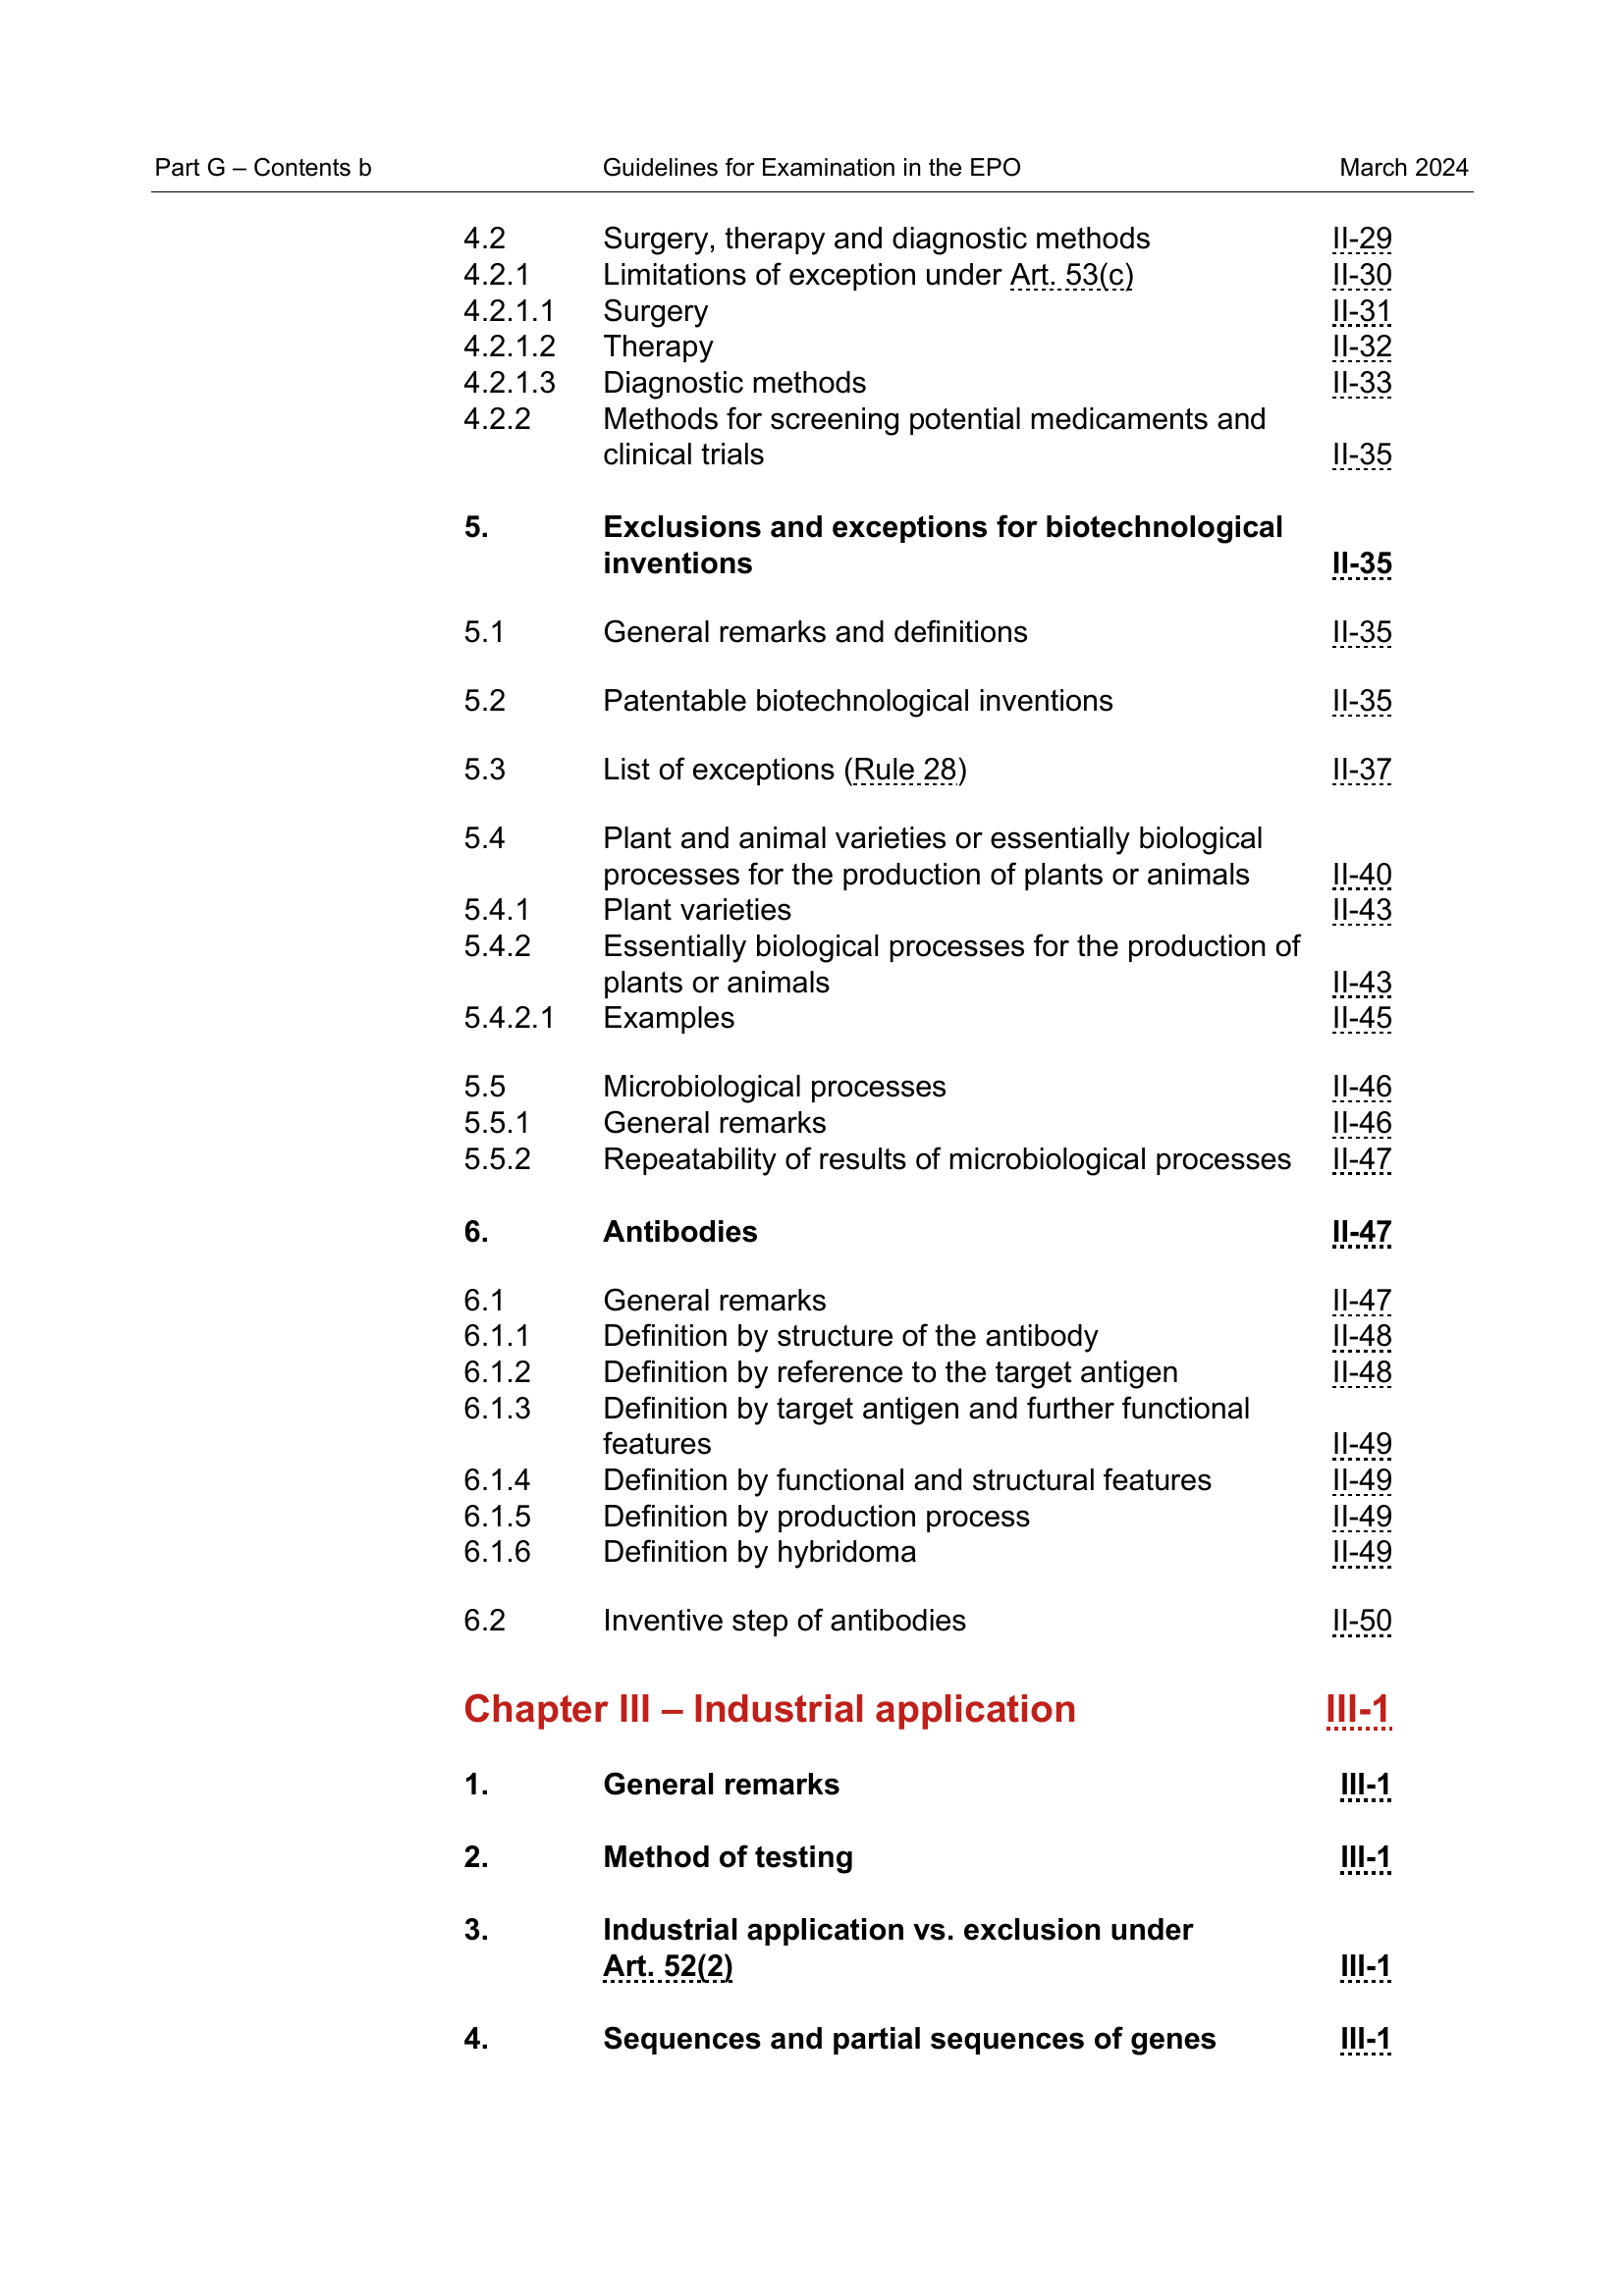 Part G – Contents b Guidelines for Examination in the EPO March 2024
4.2 Surgery, therapy and diagnostic methods II-29
4.2.1 Limitations of exception under Art. 53(c) II-30
4.2.1.1 Surgery II-31
4.2.1.2 Therapy II-32
4.2.1.3 Diagnostic methods II-33
4.2.2 Methods for screening potential medicaments and
clinical trials II-35
5. Exclusions and exceptions for biotechnological
inventions II-35
5.1 General remarks and definitions II-35
5.2 Patentable biotechnological inventions II-35
5.3 List of exceptions (Rule 28) II-37
5.4 Plant and animal varieties or essentially biological
processes for the production of plants or animals II-40
5.4.1 Plant varieties II-43
5.4.2 Essentially biological processes for the production of
plants or animals II-43
5.4.2.1 Examples II-45
5.5 Microbiological processes II-46
5.5.1 General remarks II-46
5.5.2 Repeatability of results of microbiological processes II-47
6. Antibodies II-47
6.1 General remarks II-47
6.1.1 Definition by structure of the antibody II-48
6.1.2 Definition by reference to the target antigen II-48
6.1.3 Definition by target antigen and further functional
features II-49
6.1.4 Definition by functional and structural features II-49
6.1.5 Definition by production process II-49
6.1.6 Definition by hybridoma II-49
6.2 Inventive step of antibodies II-50
Chapter III – Industrial application III-1
1. General remarks III-1
2. Method of testing III-1
3. Industrial application vs. exclusion under
Art. 52(2) III-1
4. Sequences and partial sequences of genes III-1